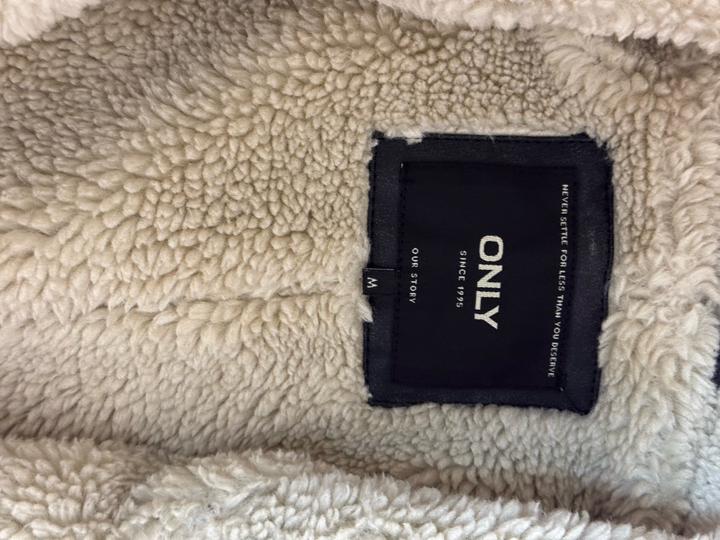 NEVER SETTLE FOR LESS THAN YOU DESERVE
ONLY
SINCE 1995
OUR STORY
M